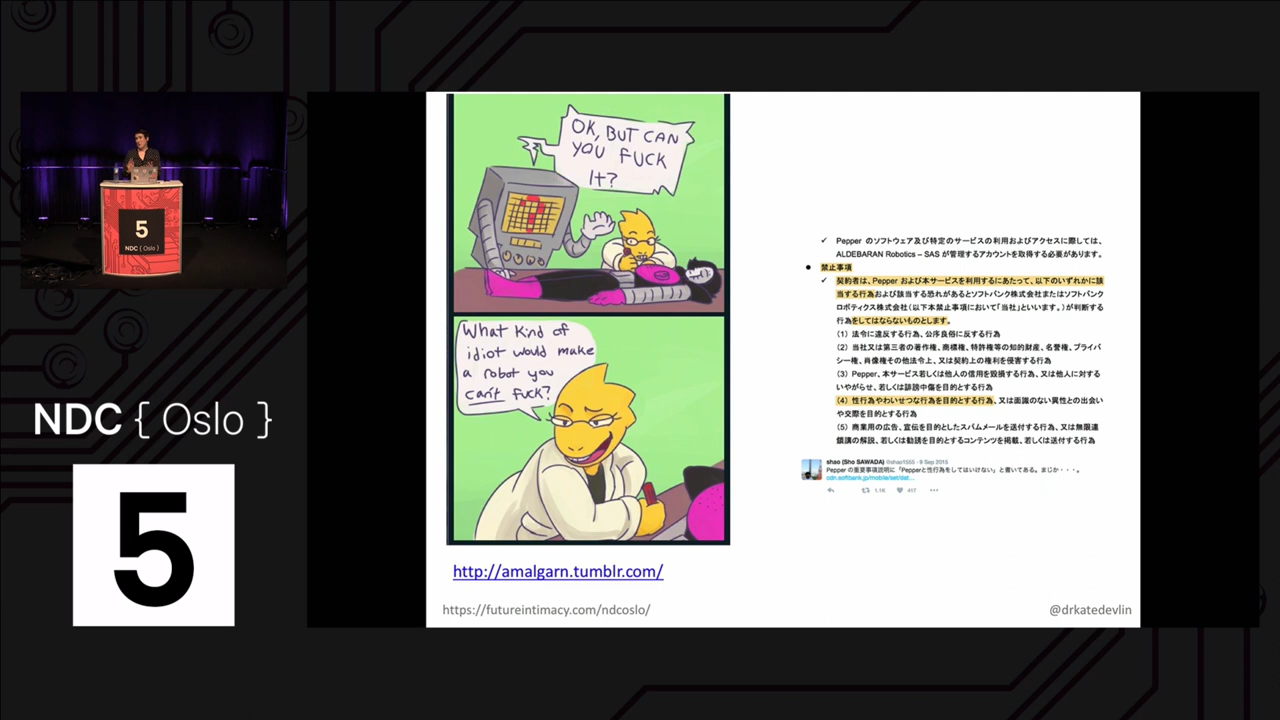 5
NDC { Oslo }
NDC { Oslo }
5
OK, BUT CAN
YOU FUCK
It?
What kind of
idiot would make
a robot you
can't fuck?
http://amalgarn.tumblr.com/
https://futureintimacy.com/ndcoslo/
✓ Pepper のソフトウェア及び特定のサービスの利用およびアクセスに際しては、
ALDEBARAN Robotics – SAS が管理するアカウントを取得する必要があります。
● 禁止事項
✓ 契約者は、Pepper および本サービスを利用するにあたって、以下のいずれかに該
当する行為および該当する恐れがあるとソフトバンク株式会社またはソフトバンク
ロボティクス株式会社(以下本禁止事項において「当社」といいます。)が判断する
行為をしてはならないものとします。
(1) 法令に違反する行為、公序良俗に反する行為
(2) 当社又は第三者の著作権、商標権、特許権等の知的財産、名誉権、プライバ
シー権、肖像権その他法令上、又は契約上の権利を侵害する行為
(3) Pepper、本サービス若しくは他人の信用を毀損する行為、又は他人に対する
いやがらせ、若しくは誹謗中傷を目的とする行為
(4) 性行為やわいせつな行為を目的とする行為、又は面識のない異性との出会い
や交際を目的とする行為
(5) 商業用の広告、宣伝を目的としたスパムメールを送付する行為、又は無限連
鎖講の解説、若しくは勧誘を目的とするコンテンツを掲載、若しくは送付する行為
shao (Sho SAWADA) @shao1555 · 9 Sep 2015
Pepper の重要事項説明に「Pepperと性行為をしてはいけない」と書いてある。まじか・・・。
cdn.softbank.jp/mobile/set/dat...
1.1K 417
@drkatedevlin